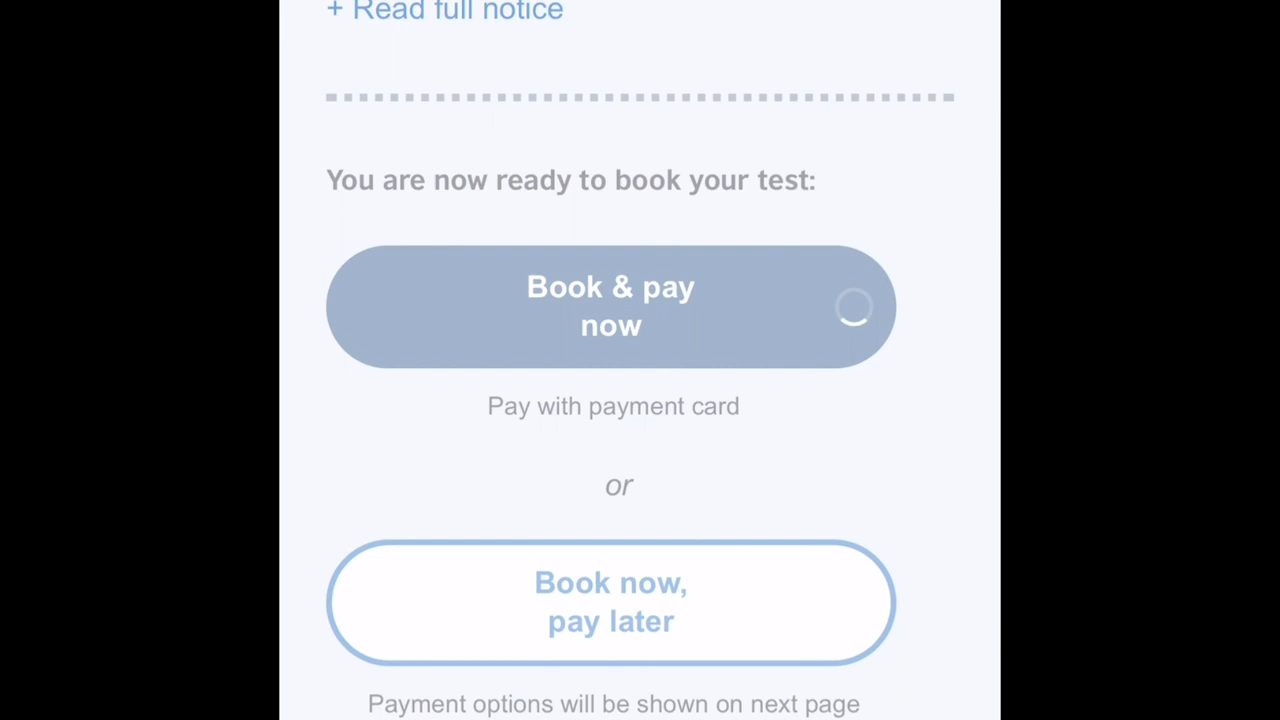 + Read full notice
You are now ready to book your test:
Book & pay
now
Pay with payment card
or
Book now,
pay later
Payment options will be shown on next page